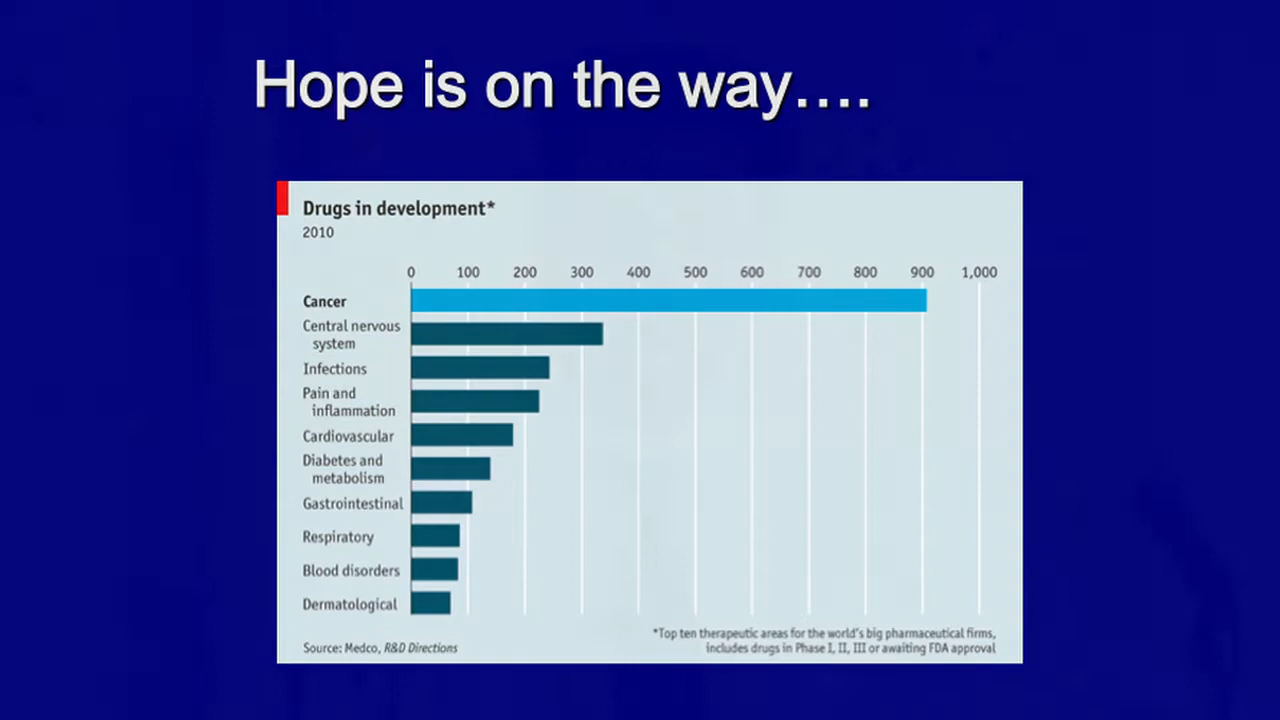 Hope is on the way....
Drugs in development*
2010
0 100 200 300 400 500 600 700 800 900 1,000
Cancer
Central nervous
system
Infections
Pain and
inflammation
Cardiovascular
Diabetes and
metabolism
Gastrointestinal
Respiratory
Blood disorders
Dermatological
*Top ten therapeutic areas for the world's big pharmaceutical firms,
includes drugs in Phase I, II, III or awaiting FDA approval
Source: Medco, R&D Directions